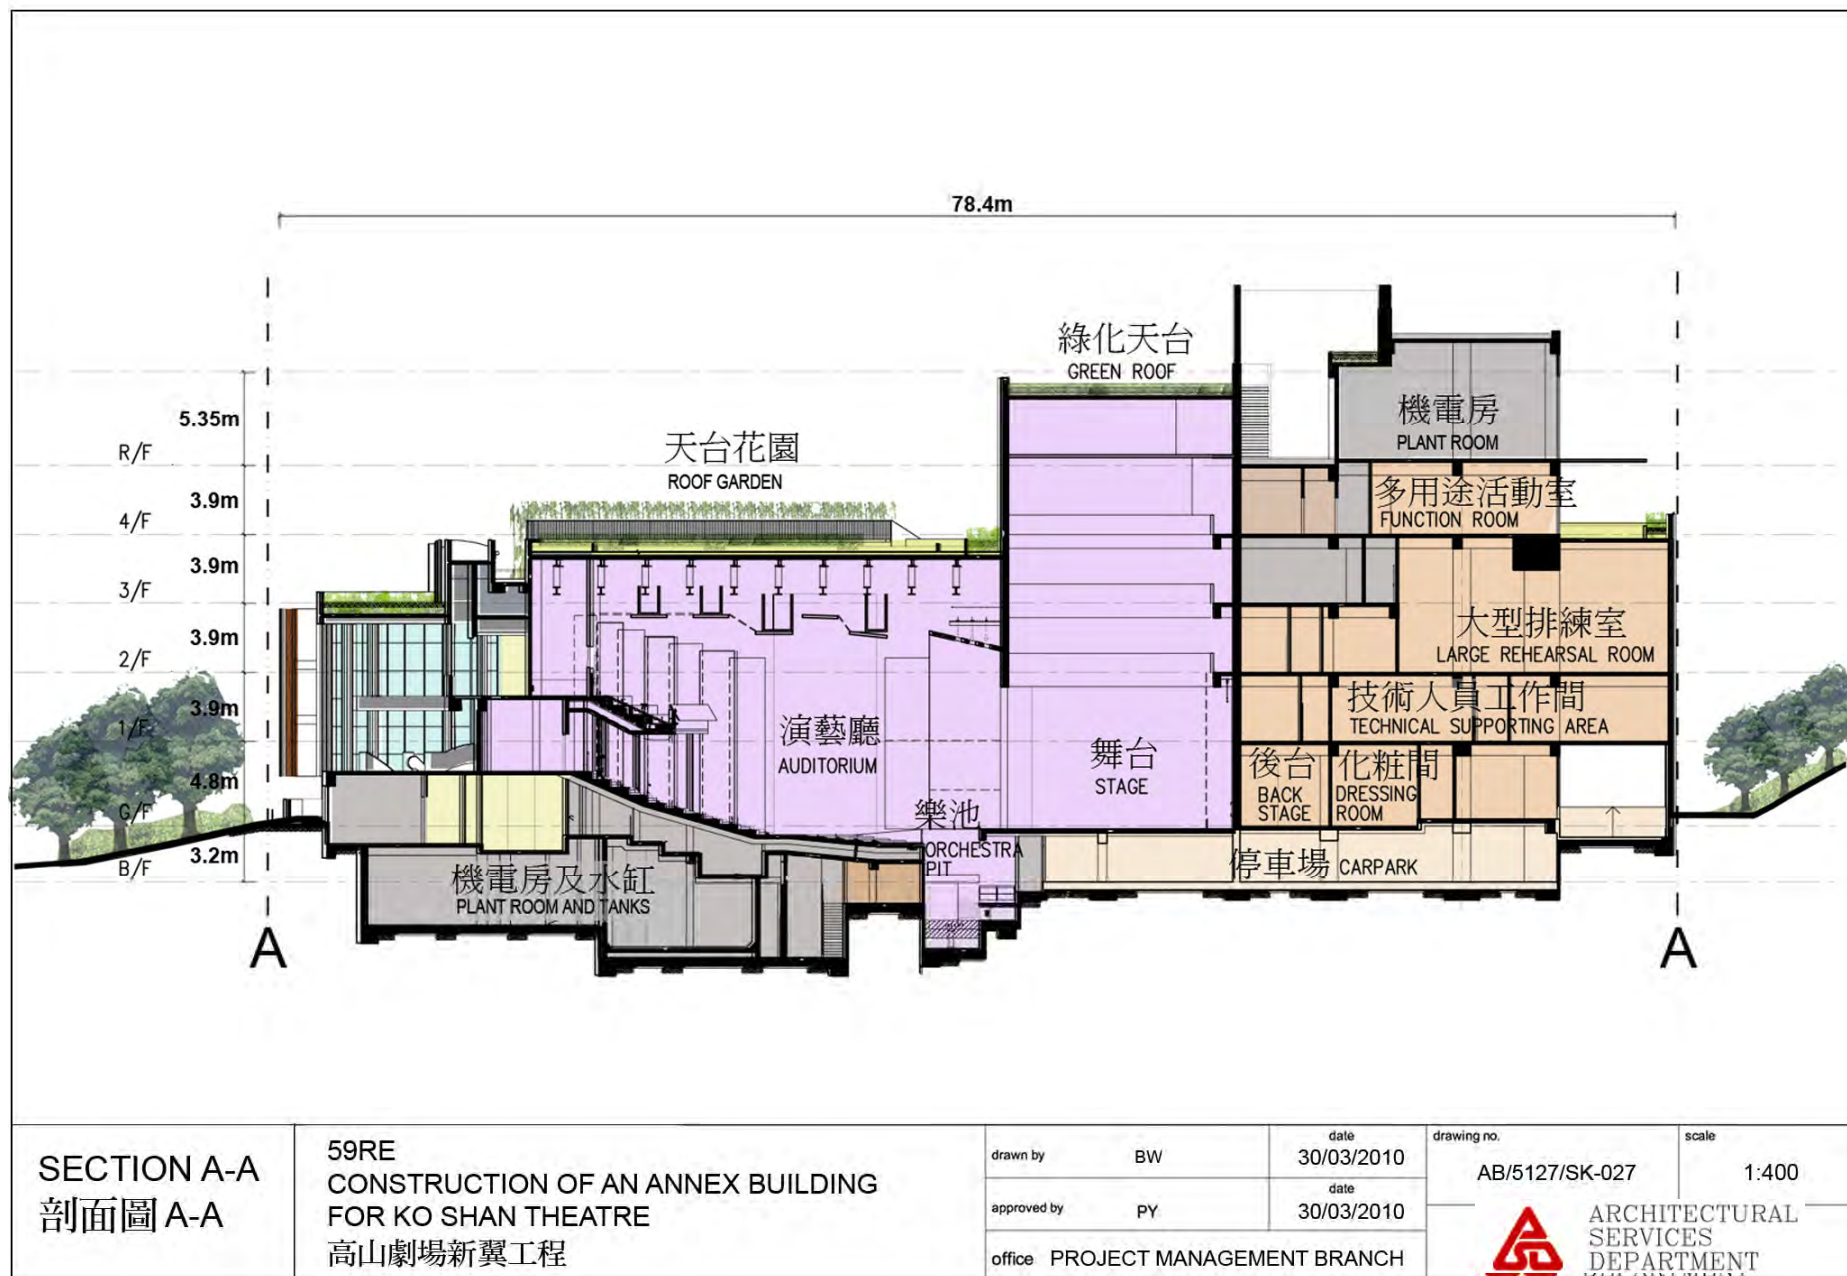 78.4m
綠化天台
GREEN ROOF
5.35m
機電房
PLANT ROOM
R/F
天台花園
ROOF GARDEN
3.9m
多用途活動室
FUNCTION ROOM
4/F
3.9m
3/F
大型排練室
LARGE REHEARSAL ROOM
3.9m
2/F
技術人員工作間
TECHNICAL SUPPORTING AREA
3.9m
1/F
演藝廳
AUDITORIUM
舞台
STAGE
後台
BACK
STAGE
化粧間
DRESSING
ROOM
4.8m
G/F
樂池
ORCHESTRA
PIT
3.2m
B/F
停車場 CARPARK
機電房及水缸
PLANT ROOM AND TANKS
A
A
SECTION A-A
剖面圖 A-A
59RE
CONSTRUCTION OF AN ANNEX BUILDING
FOR KO SHAN THEATRE
高山劇場新翼工程
drawn by BW date 30/03/2010
approved by PY date 30/03/2010
office PROJECT MANAGEMENT BRANCH
drawing no. AB/5127/SK-027
scale 1:400
ARCHITECTURAL
SERVICES
DEPARTMENT